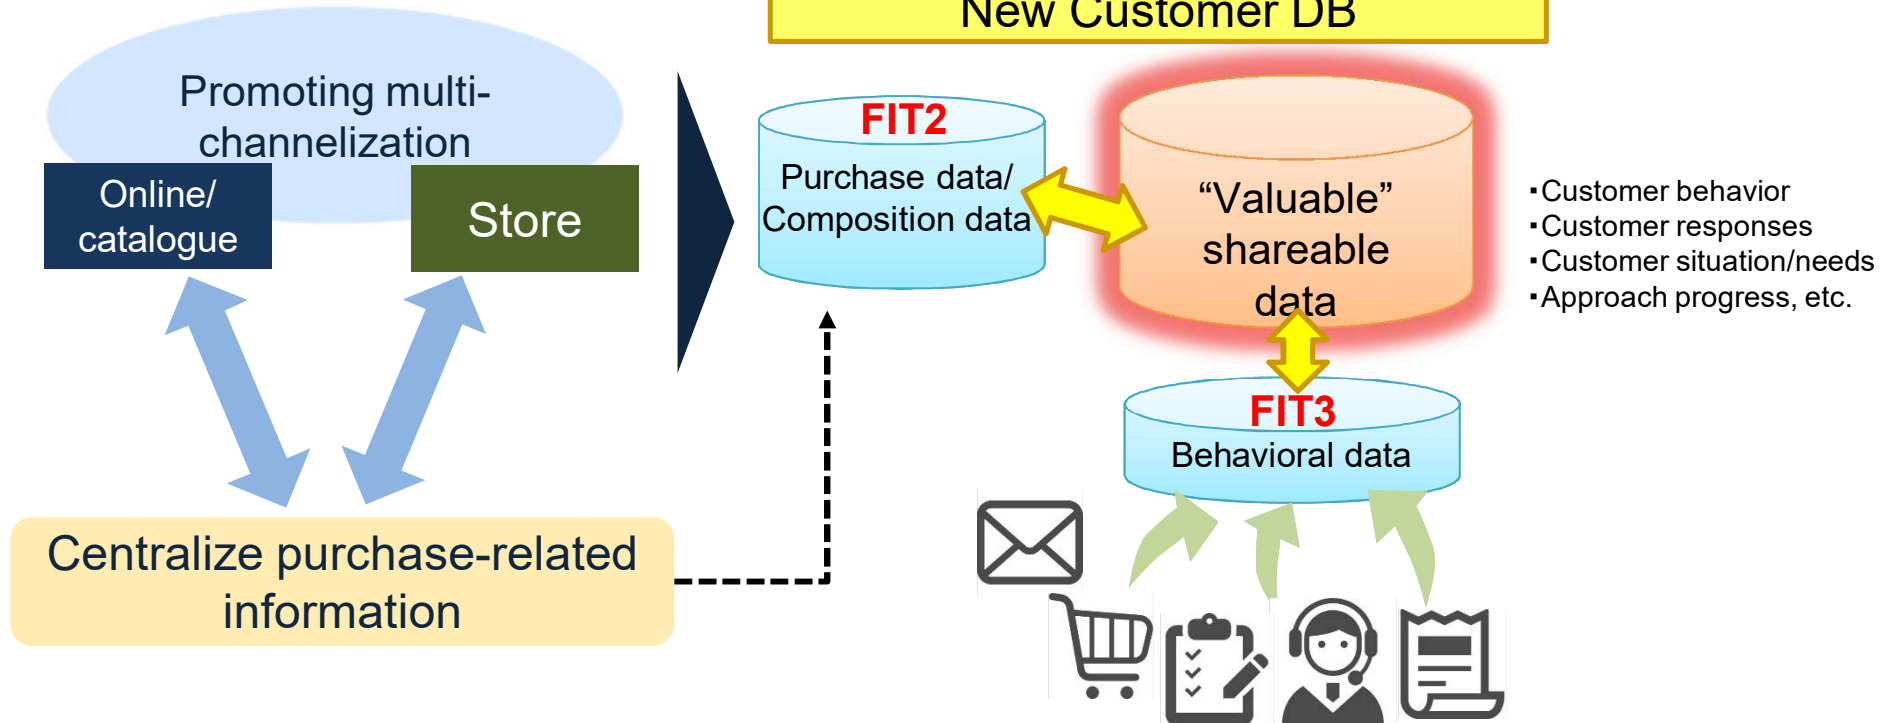 New Customer DB
Promoting multi-
channelization
Online/
catalogue
Store
Centralize purchase-related
information
FIT2
Purchase data/
Composition data
“Valuable”
shareable
data
FIT3
Behavioral data
▪Customer behavior
▪Customer responses
▪Customer situation/needs
▪Approach progress, etc.